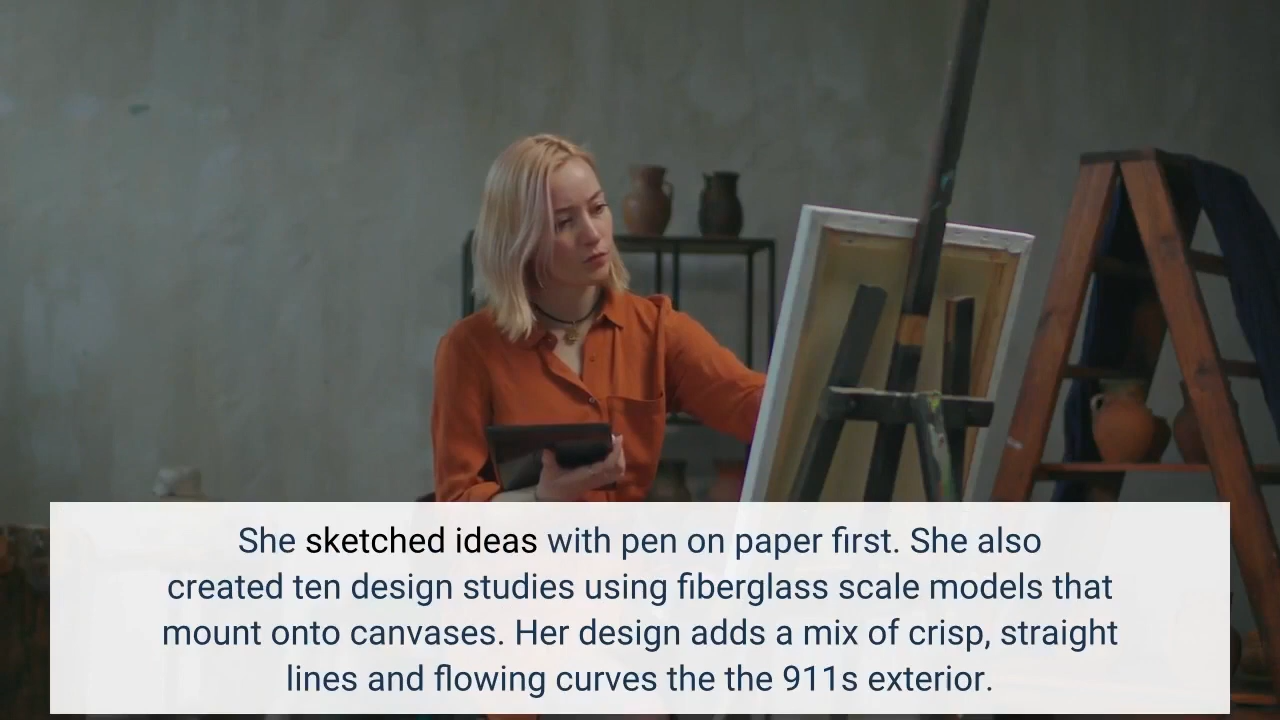 She sketched ideas with pen on paper first. She also
created ten design studies using fiberglass scale models that
mount onto canvases. Her design adds a mix of crisp, straight
lines and flowing curves the the 911s exterior.